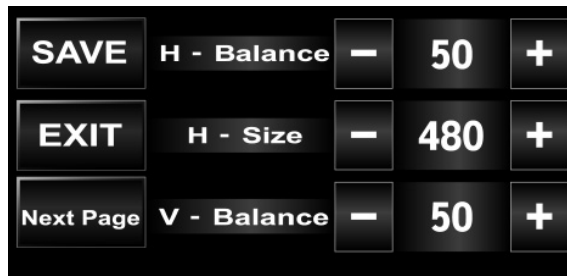 SAVE H - Balance − 50 +
EXIT H - Size − 480 +
Next Page V - Balance − 50 +